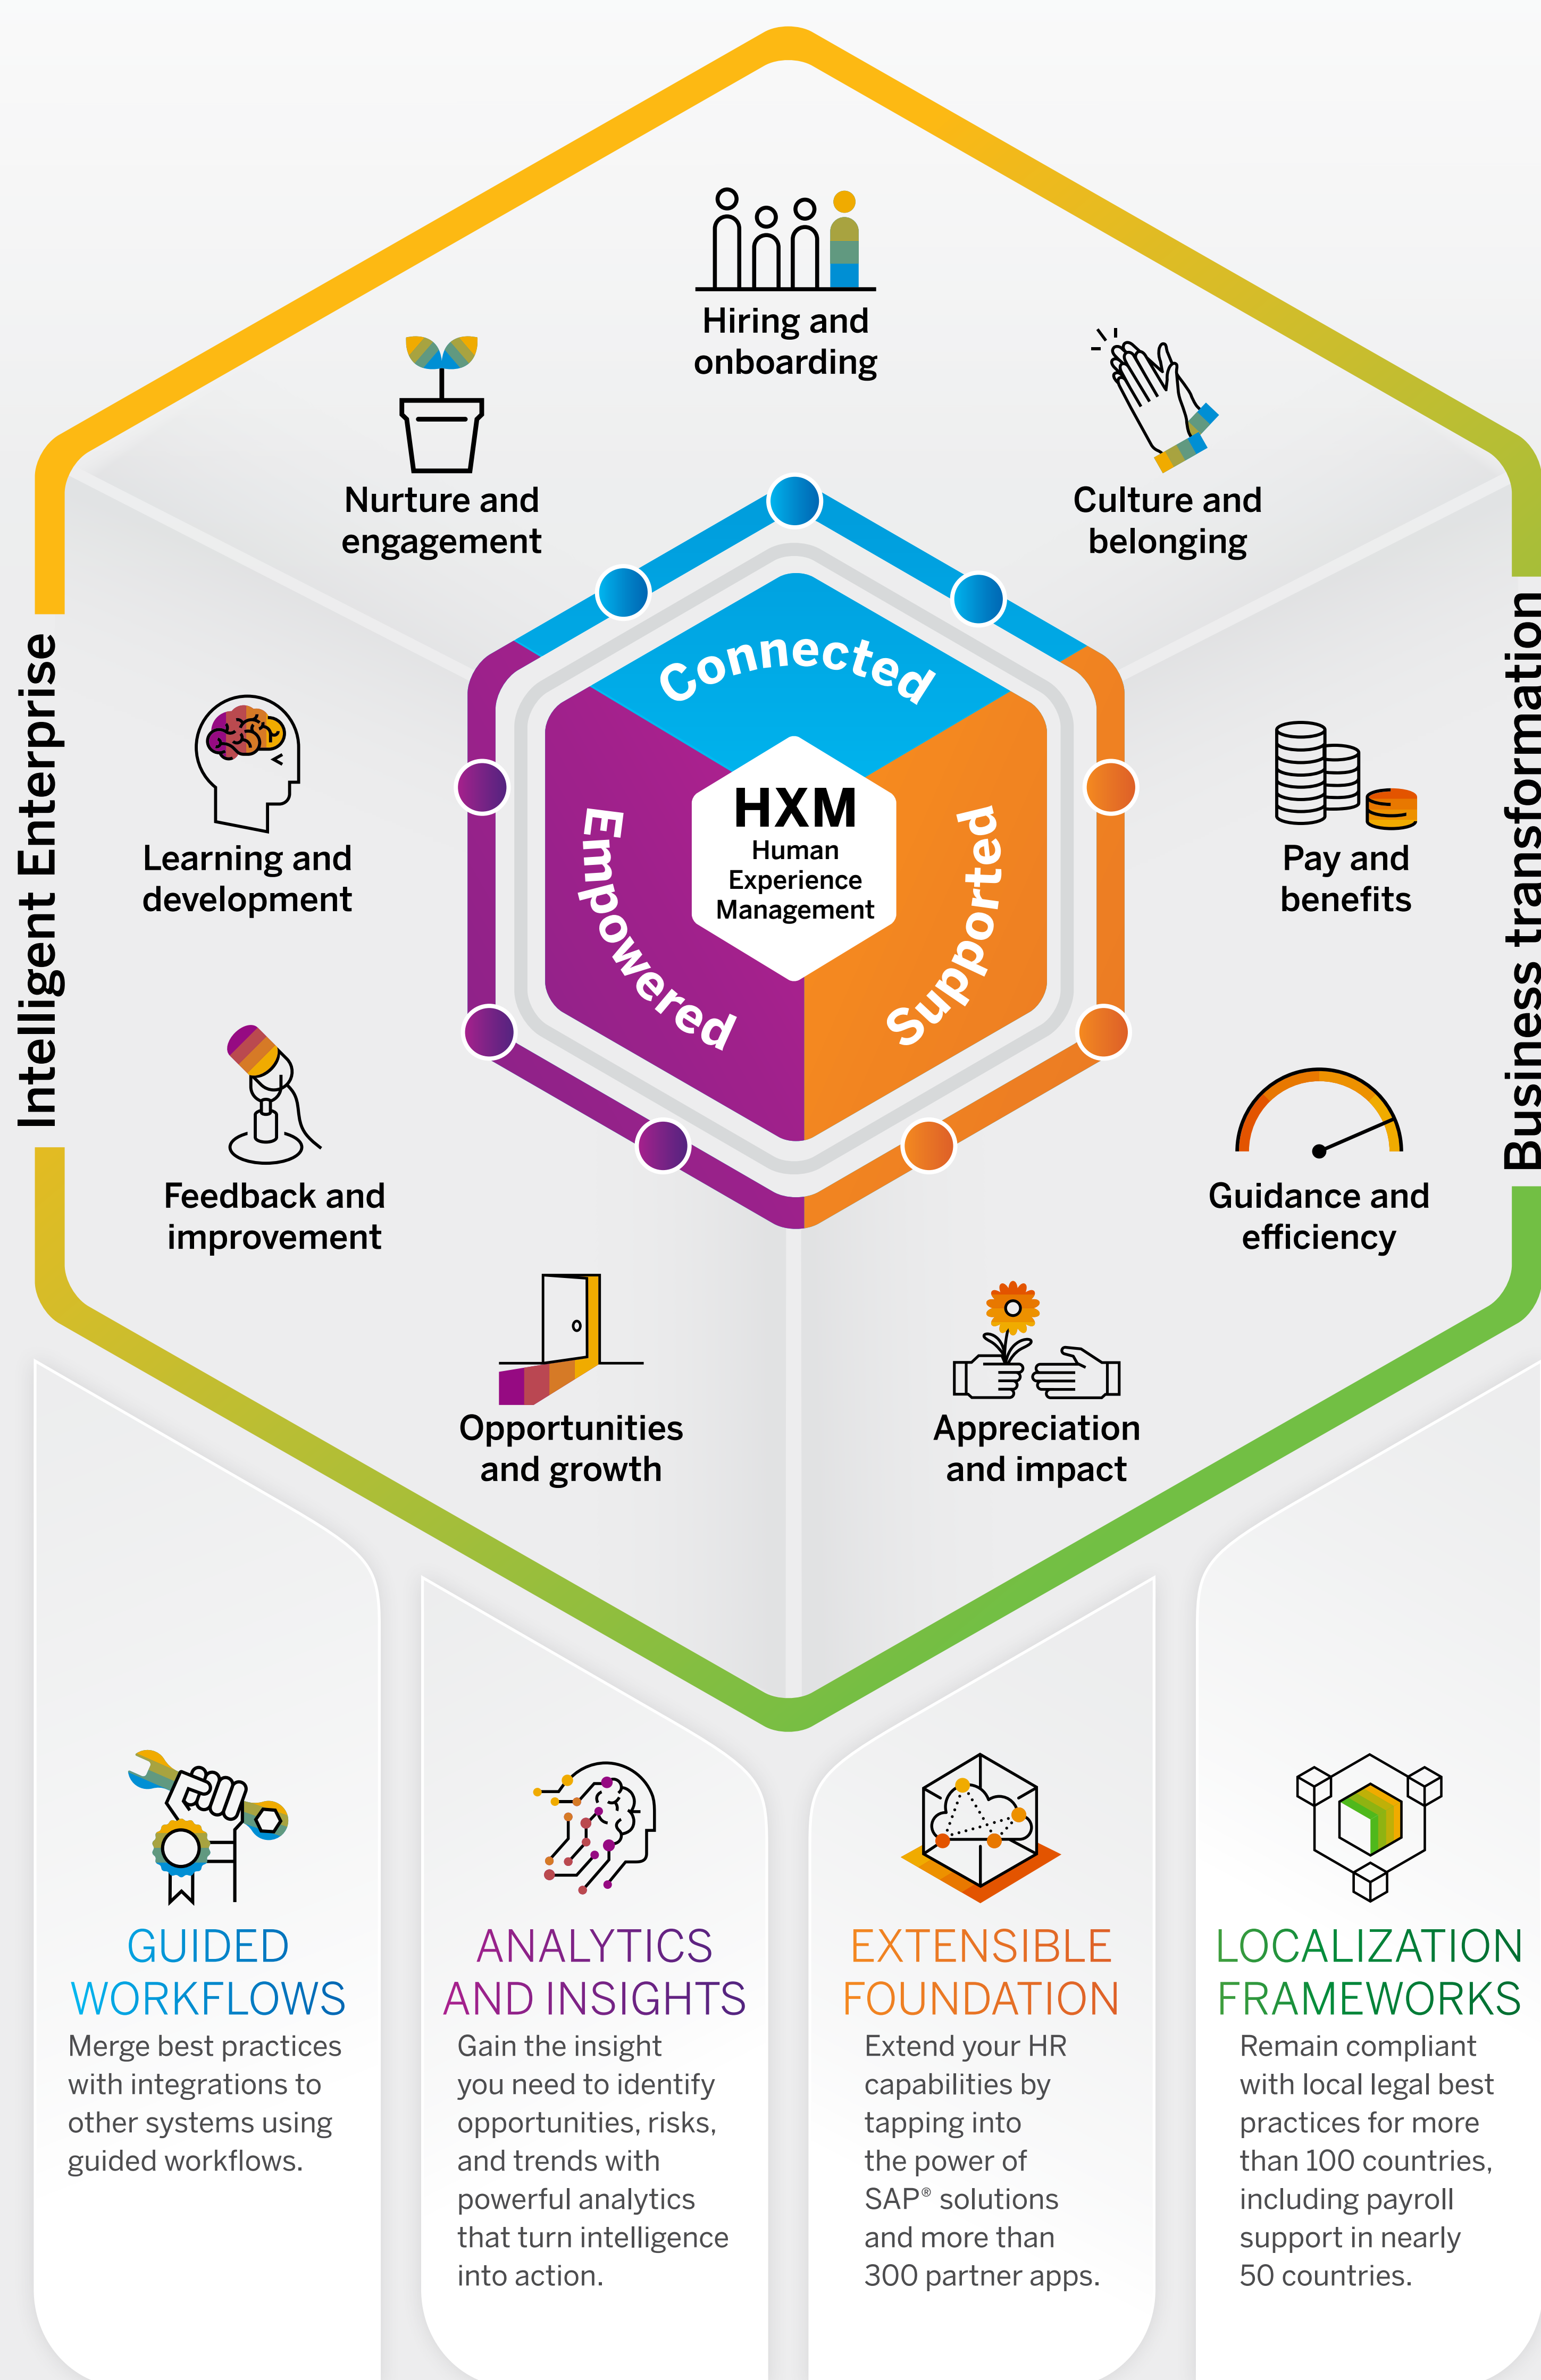 Hiring and
onboarding
Nurture and
engagement
Culture and
belonging
Connected
Empowered
Supported
HXM
Human
Experience
Management
Intelligent Enterprise
Business transformation
Learning and
development
Pay and
benefits
Feedback and
improvement
Guidance and
efficiency
Opportunities
and growth
Appreciation
and impact
GUIDED
WORKFLOWS
Merge best practices
with integrations to
other systems using
guided workflows.
ANALYTICS
AND INSIGHTS
Gain the insight
you need to identify
opportunities, risks,
and trends with
powerful analytics
that turn intelligence
into action.
EXTENSIBLE
FOUNDATION
Extend your HR
capabilities by
tapping into
the power of
SAP® solutions
and more than
300 partner apps.
LOCALIZATION
FRAMEWORKS
Remain compliant
with local legal best
practices for more
than 100 countries,
including payroll
support in nearly
50 countries.